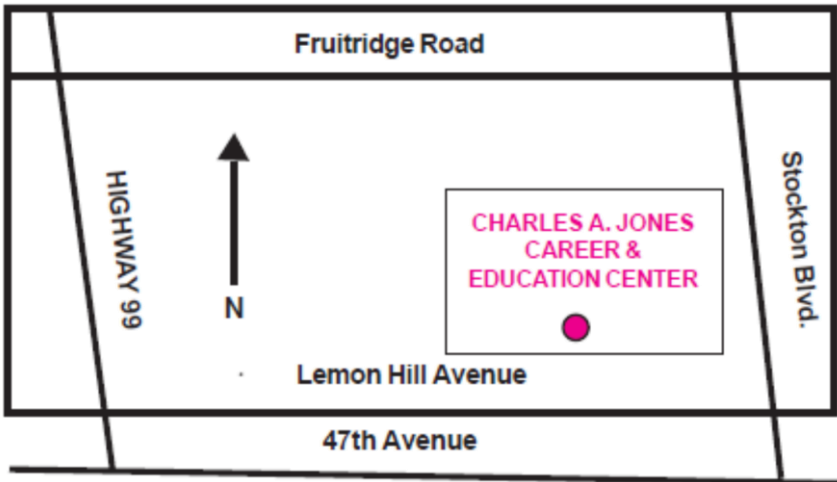 Fruitridge Road
HIGHWAY 99
Stockton Blvd.
CHARLES A. JONES
CAREER &
EDUCATION CENTER
N
Lemon Hill Avenue
47th Avenue